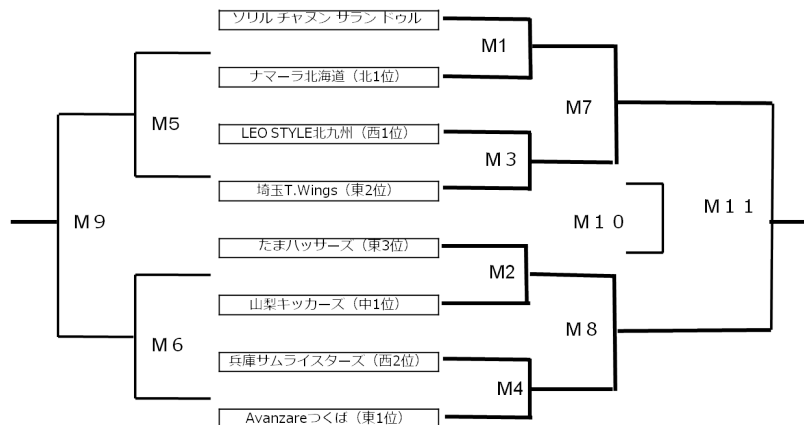 ソリル チャヌン サラン ドゥル
M1
ナマーラ北海道（北1位）
M5
M7
LEO STYLE北九州（西1位）
M３
埼玉T.Wings（東2位）
M９
M１０
M１１
たまハッサーズ（東3位）
M2
山梨キッカーズ（中1位）
M６
M８
兵庫サムライスターズ（西2位）
M4
Avanzareつくば（東1位）